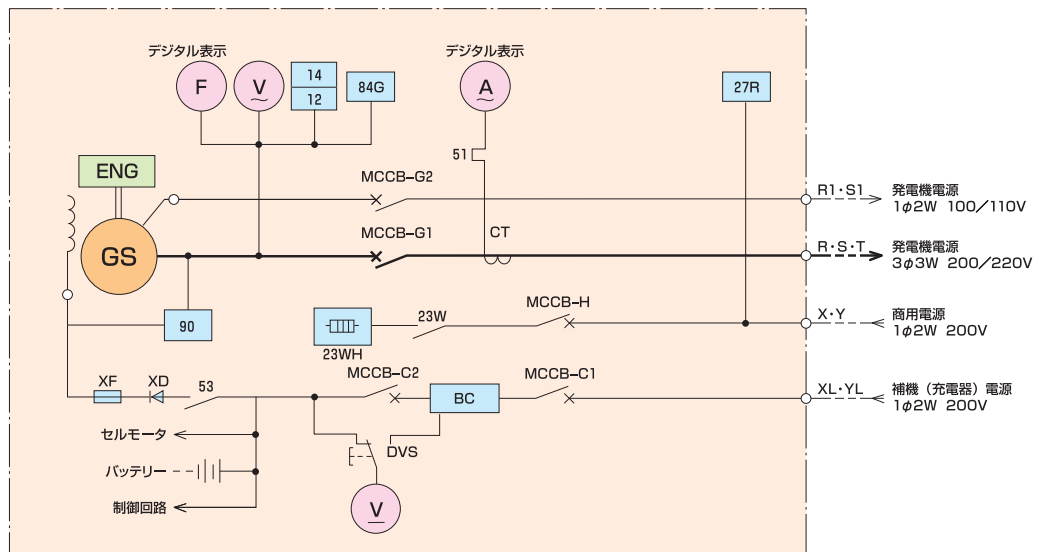 デジタル表示
デジタル表示
F
V
14
12
84G
A
27R
51
ENG
MCCB-G2
R1・S1
発電機電源
1φ2W 100/110V
GS
MCCB-G1
CT
R・S・T
発電機電源
3φ3W 200/220V
90
23WH
23W
MCCB-H
X・Y
商用電源
1φ2W 200V
XF
XD
53
MCCB-C2
BC
MCCB-C1
XL・YL
補機（充電器）電源
1φ2W 200V
セルモータ
DVS
バッテリー
V
制御回路